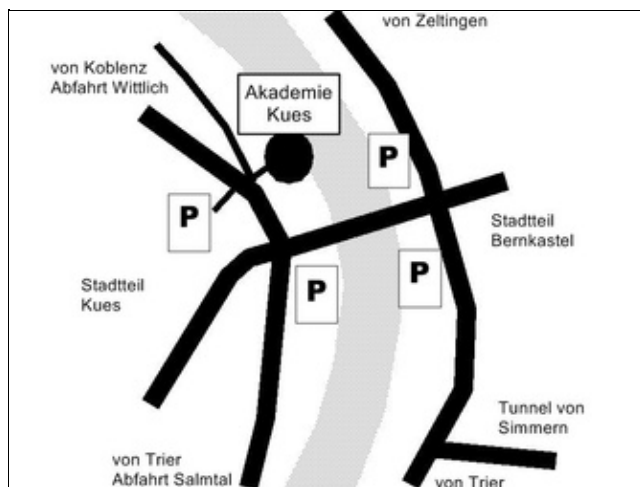 von Zeltingen
von Koblenz
Abfahrt Wittlich
Akademie
Kues
P
P
Stadtteil
Bernkastel
P
P
Stadtteil
Kues
Tunnel von
Simmern
von Trier
Abfahrt Salmtal
von Trier